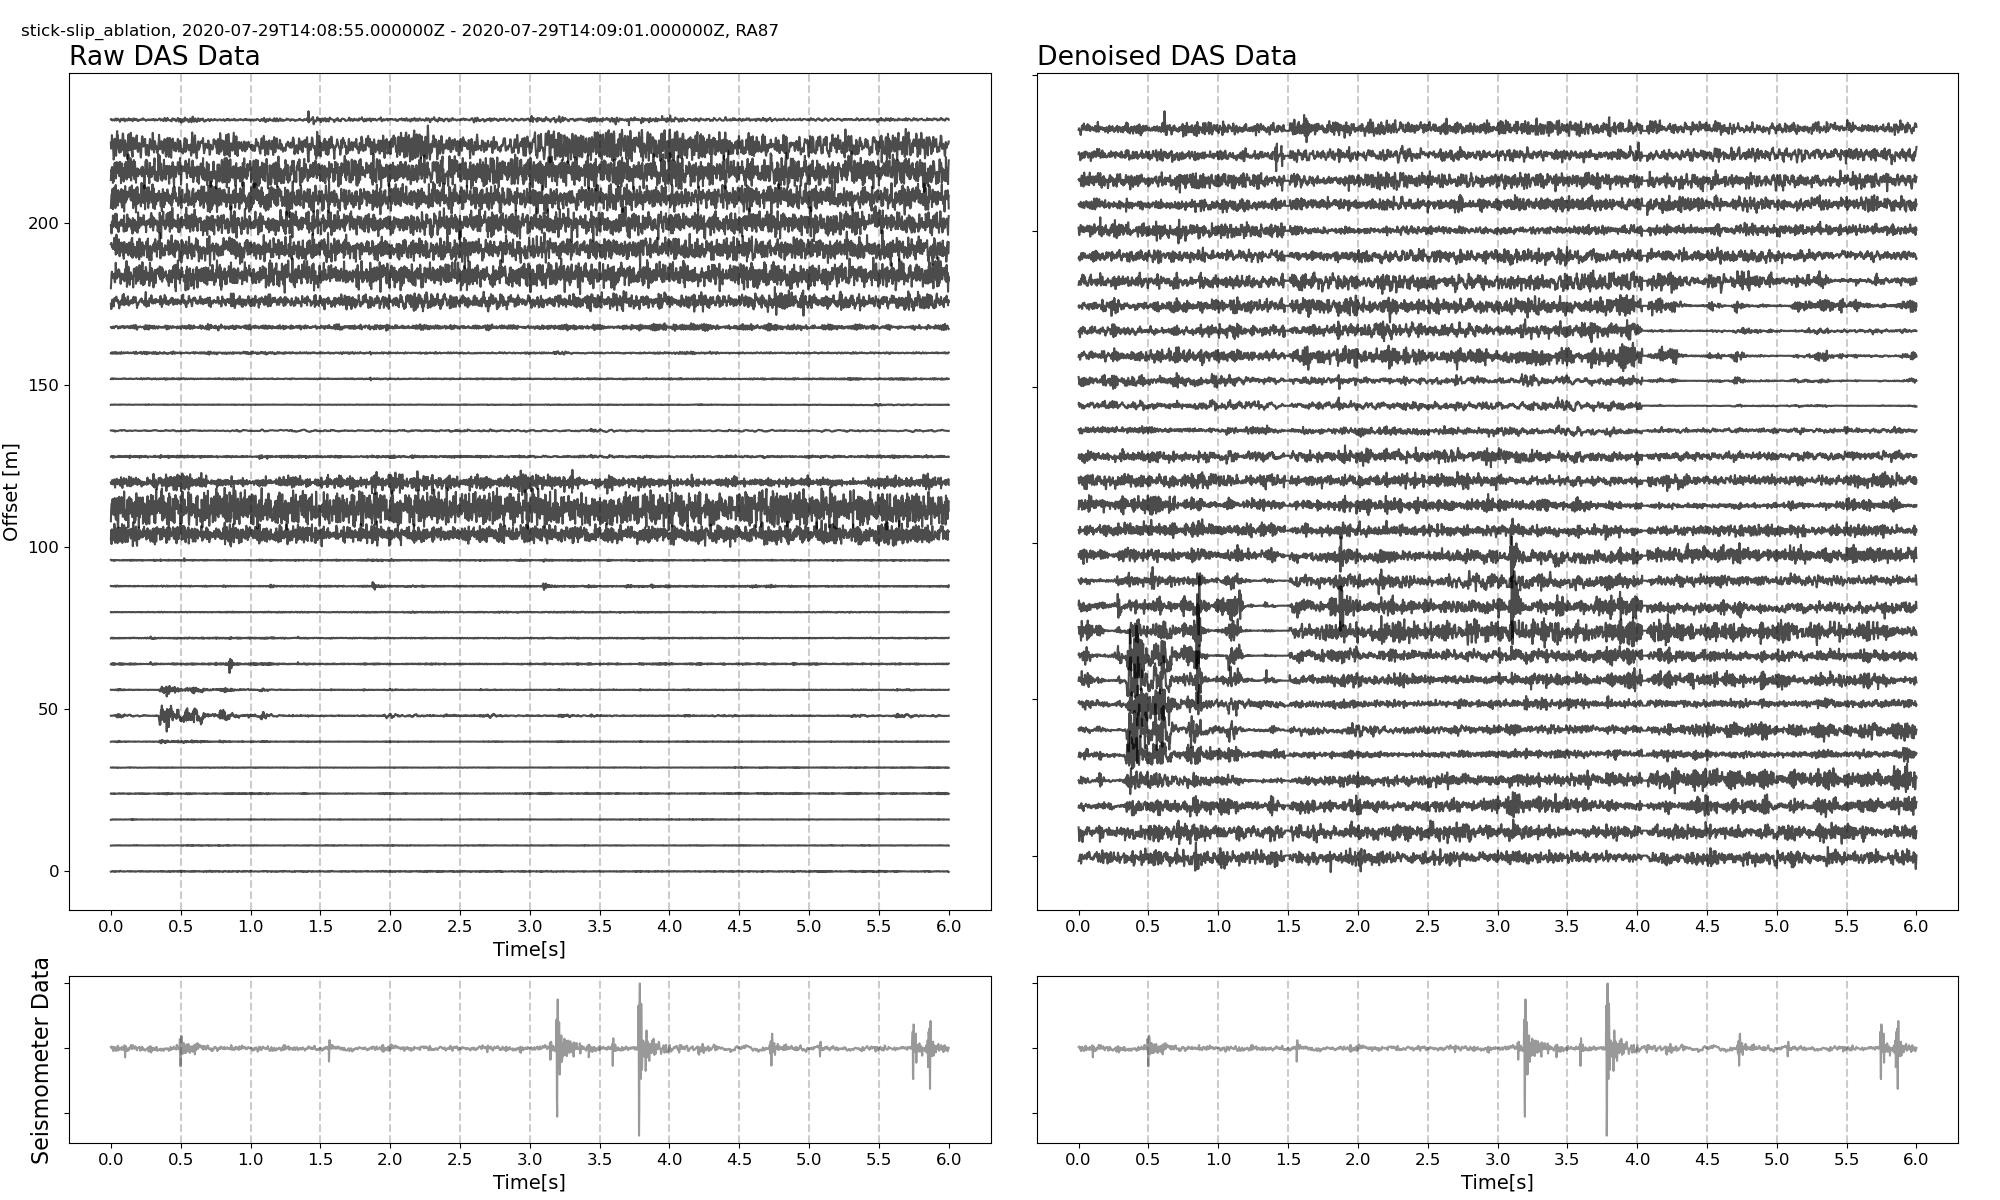 stick-slip_ablation, 2020-07-29T14:08:55.000000Z - 2020-07-29T14:09:01.000000Z, RA87
Raw DAS Data
Denoised DAS Data
Offset [m]
200
150
100
50
0
0.0 0.5 1.0 1.5 2.0 2.5 3.0 3.5 4.0 4.5 5.0 5.5 6.0
Time[s]
0.0 0.5 1.0 1.5 2.0 2.5 3.0 3.5 4.0 4.5 5.0 5.5 6.0
Seismometer Data
0.0 0.5 1.0 1.5 2.0 2.5 3.0 3.5 4.0 4.5 5.0 5.5 6.0
Time[s]
0.0 0.5 1.0 1.5 2.0 2.5 3.0 3.5 4.0 4.5 5.0 5.5 6.0
Time[s]